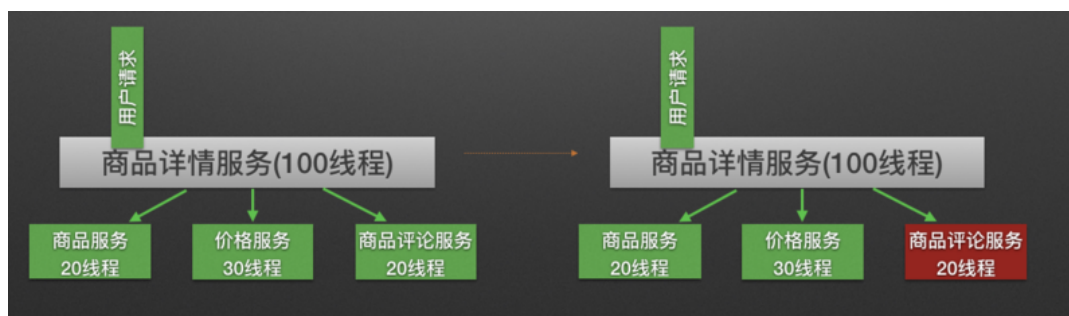 用户请求
商品详情服务(100线程)
商品服务
20线程
价格服务
30线程
商品评论服务
20线程
用户请求
商品详情服务(100线程)
商品服务
20线程
价格服务
30线程
商品评论服务
20线程